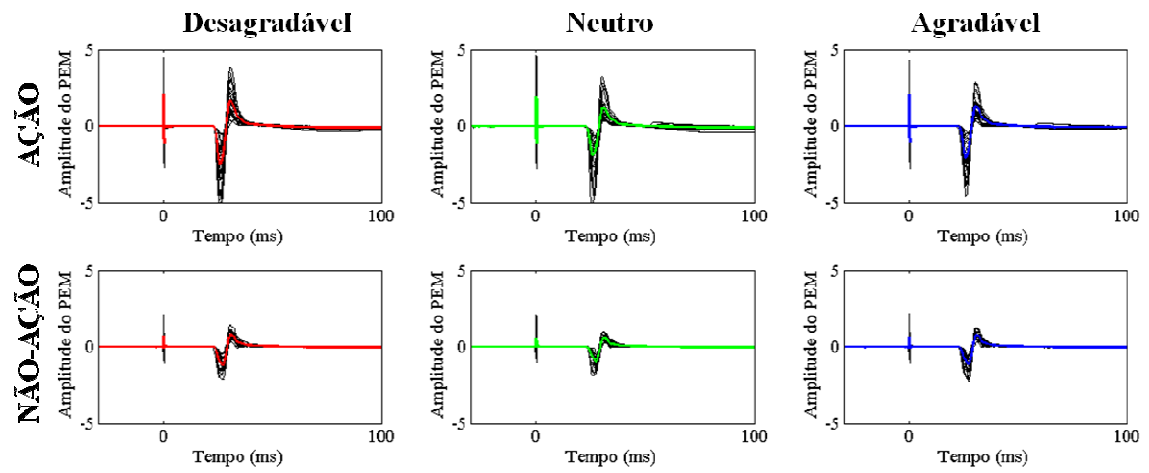 Desagradável Neutro Agradável
AÇÃO
Amplitude do PEM Amplitude do PEM Amplitude do PEM
5 5 5
0 0 0
-5 -5 -5
0 100 0 100 0 100
Tempo (ms) Tempo (ms) Tempo (ms)
NÃO-AÇÃO
Amplitude do PEM Amplitude do PEM Amplitude do PEM
5 5 5
0 0 0
-5 -5 -5
0 100 0 100 0 100
Tempo (ms) Tempo (ms) Tempo (ms)